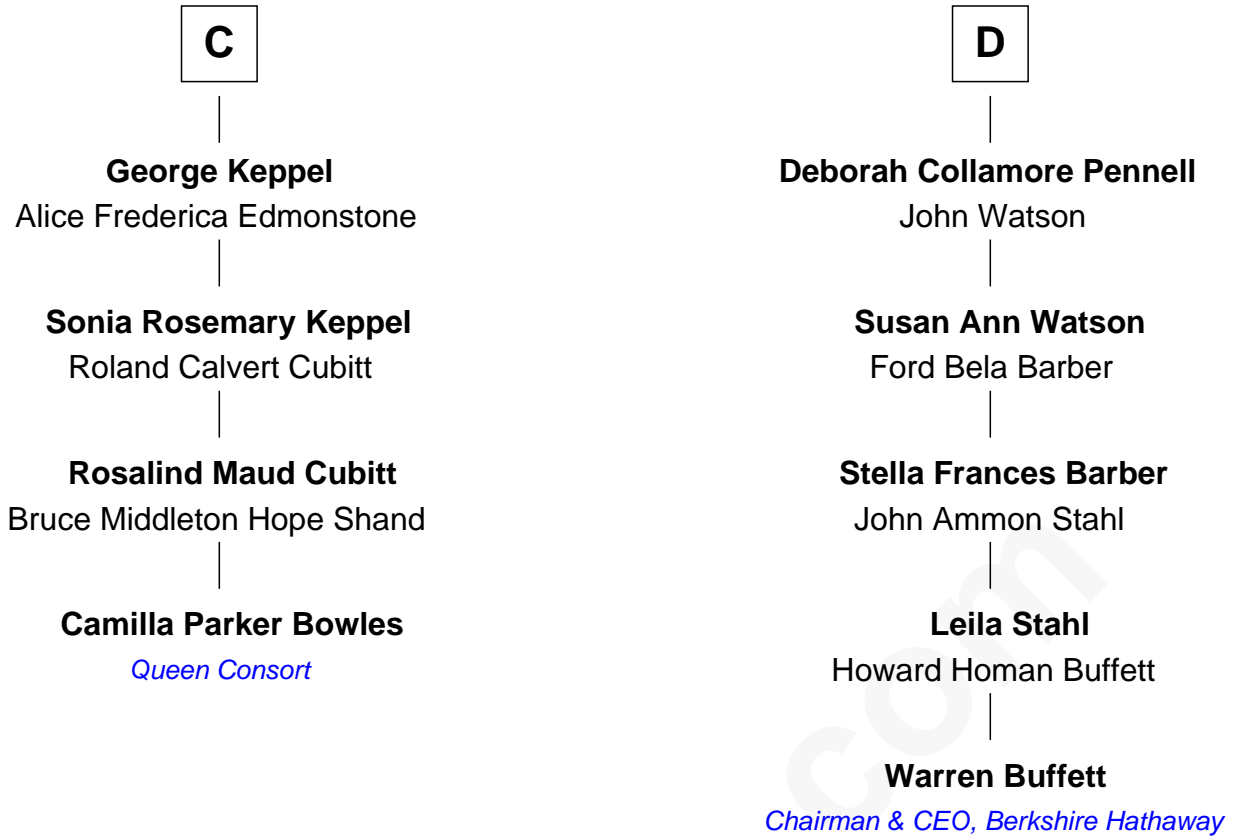 C
George Keppel
Alice Frederica Edmonstone
Sonia Rosemary Keppel
Roland Calvert Cubitt
Rosalind Maud Cubitt
Bruce Middleton Hope Shand
Camilla Parker Bowles
Queen Consort
D
Deborah Collamore Pennell
John Watson
Susan Ann Watson
Ford Bela Barber
Stella Frances Barber
John Ammon Stahl
Leila Stahl
Howard Homan Buffett
Warren Buffett
Chairman & CEO, Berkshire Hathaway
com